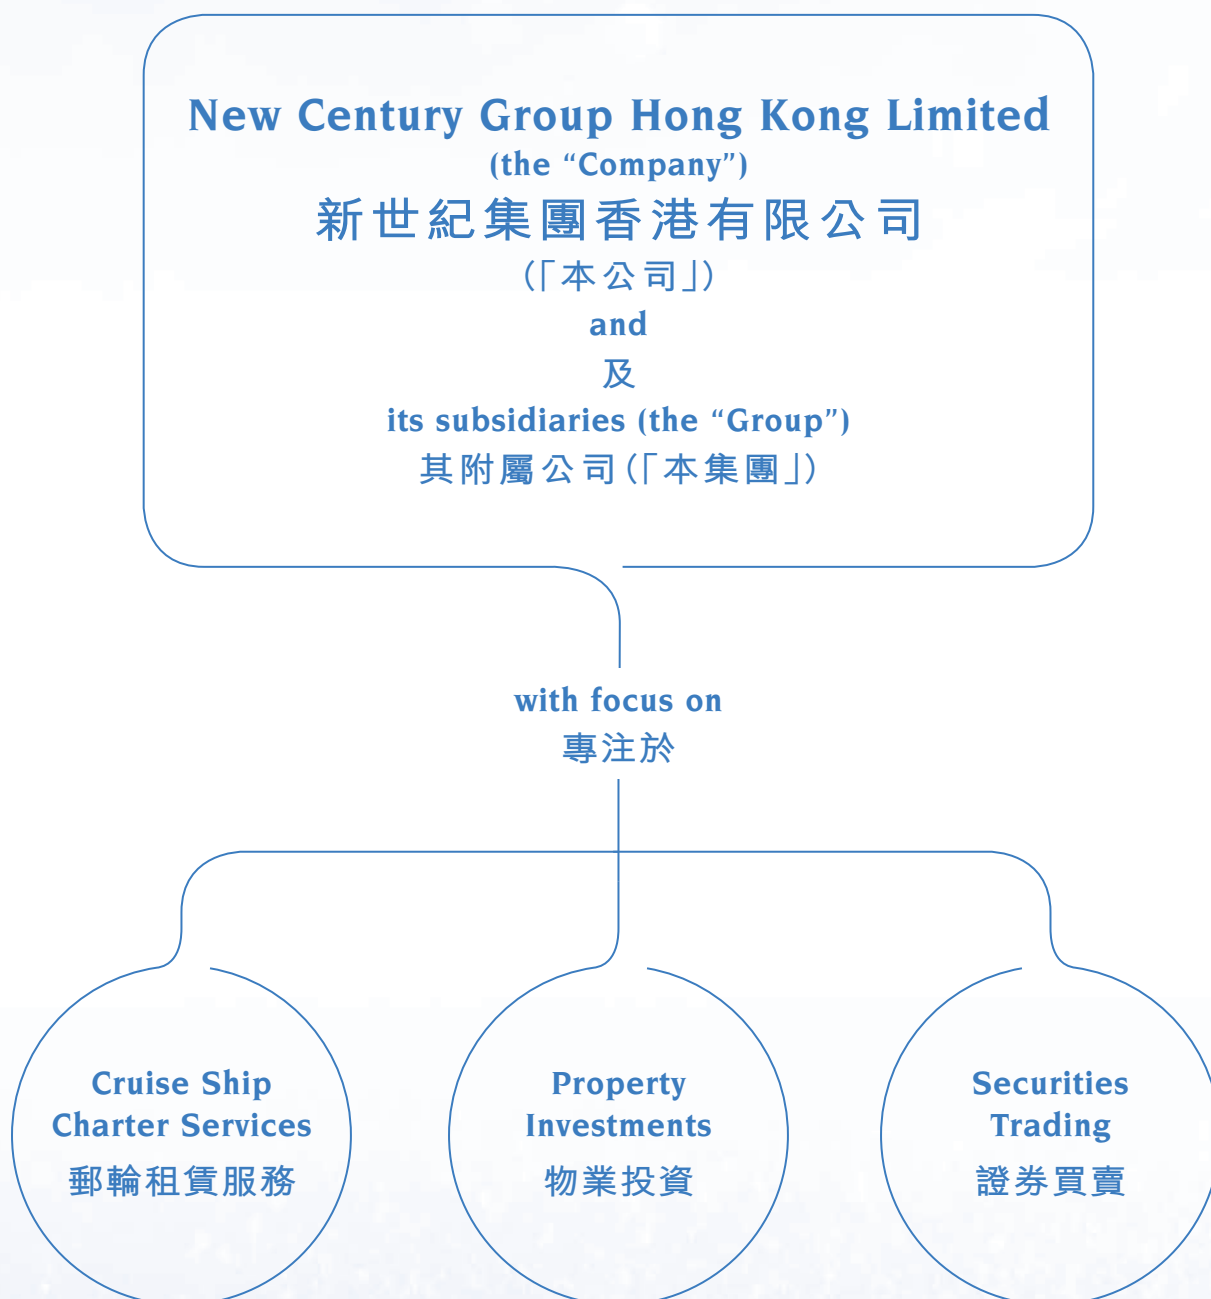 New Century Group Hong Kong Limited
(the “Company”)
新世紀集團香港有限公司
(「本公司」)
and
及
its subsidiaries (the “Group”)
其附屬公司(「本集團」)
with focus on
專注於
Cruise Ship
Charter Services
郵輪租賃服務
Property
Investments
物業投資
Securities
Trading
證券買賣